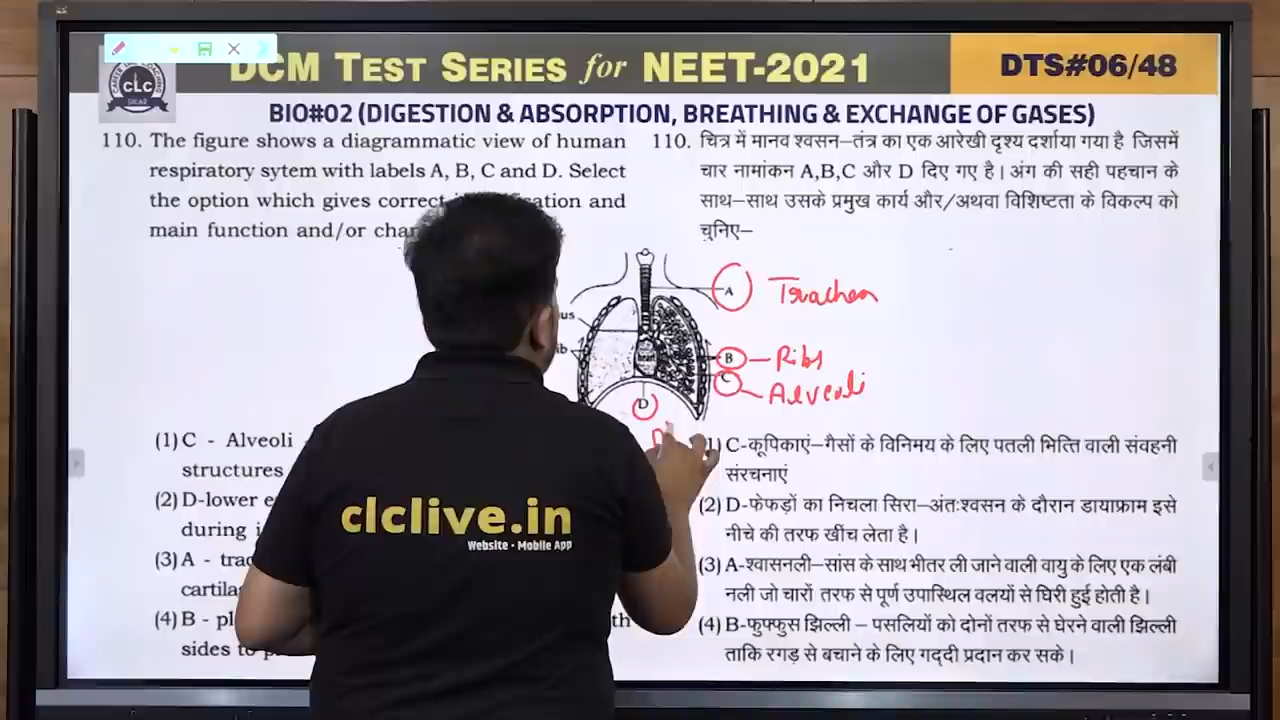 DCM TEST SERIES for NEET-2021
DTS#06/48
CLC
SIKAR
BIO#02 (DIGESTION & ABSORPTION, BREATHING & EXCHANGE OF GASES)
110. The figure shows a diagrammatic view of human
respiratory sytem with labels A, B, C and D. Select
the option which gives correct
and
main function and/or
110. चित्र में मानव श्वसन–तंत्र का एक आरेखी दृश्य दर्शाया गया है जिसमें
चार नामांकन A,B,C और D दिए गए है। अंग की सही पहचान के
साथ–साथ उसके प्रमुख कार्य और/अथवा विशिष्टता के विकल्प को
चुनिए–
A
Trachea
heart
B
Ribs
C
Alveoli
D
(1) C - Alveoli
structures
(2) D-lower
during
(3) A -
(4) B -
sides to
C-कूपिकाएं–गैसों के विनिमय के लिए पतली भित्ति वाली संवहनी
संरचनाएं
(2) D-फेफड़ों का निचला सिरा–अंतःश्वसन के दौरान डायाफ्राम इसे
नीचे की तरफ खींच लेता है।
(3) A-श्वासनली–सांस के साथ भीतर ली जाने वाली वायु के लिए एक लंबी
नली जो चारों तरफ से पूर्ण उपास्थिल वलयों से घिरी हुई होती है।
(4) B-फुफ्फुस झिल्ली – पसलियों को दोनों तरफ से घेरने वाली झिल्ली
ताकि रगड़ से बचाने के लिए गद्दी प्रदान कर सके।
clclive.in
Website • Mobile App